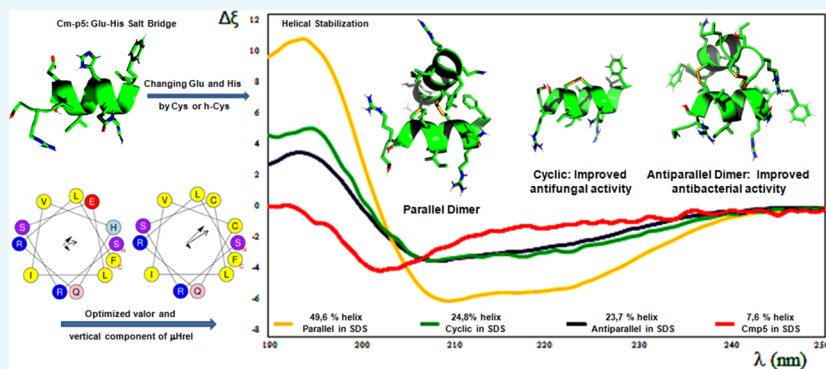 Cm-p5: Glu-His Salt Bridge
Changing Glu and His
by Cys or h-Cys
V L E
S H
R S
N
F
C
I L
R Q
V L C
S C
R S
N
F
C
I L
R Q
Optimized valor and
vertical component of µHrel
Δξ
Helical Stabilization
12
10
8
6
4
2
0
-2
-4
-6
-8
Parallel Dimer
Cyclic: Improved
antifungal activity
Antiparallel Dimer: Improved
antibacterial activity
49,6 % helix
Parallel in SDS
24,8% helix
Cyclic in SDS
23,7 % helix
Antiparallel in SDS
7,6 % helix
Cmp5 in SDS
190 200 210 220 230 240 250
λ (nm)